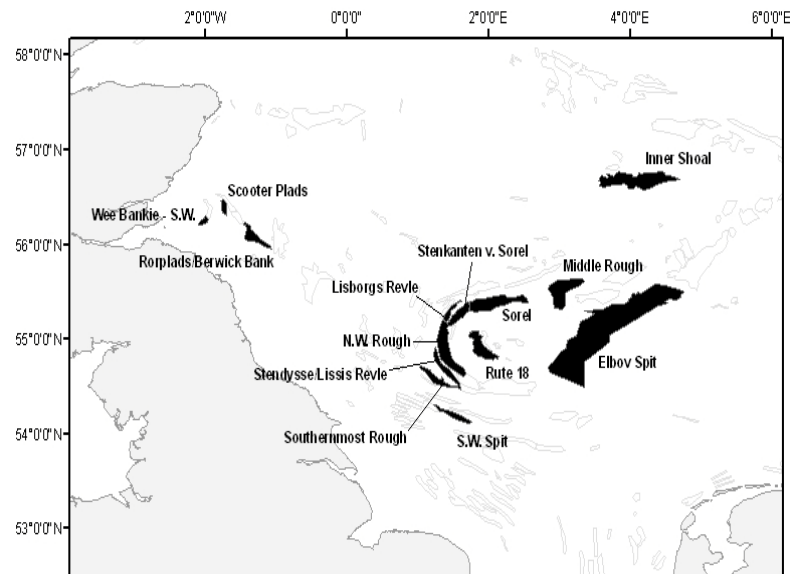 2°0'0"W
0°0'0"
2°0'0"E
4°0'0"E
6°0'0"E
58°0'0"N
57°0'0"N
56°0'0"N
55°0'0"N
54°0'0"N
53°0'0"N
Inner Shoal
Scooter Plads
Wee Bankie - S.W.
Rorplads/Berwick Bank
Stenkanten v. Sorel
Middle Rough
Lisborgs Revle
Sorel
N.W. Rough
Elbov Spit
Stendysse/Lissis Revle
Rute 18
Southernmost Rough
S.W. Spit